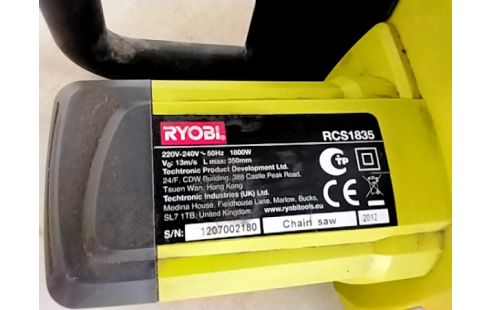 RYOBI RCS1835
220V-240V ~ 50Hz 1800W
V₀: 13m/s L max: 350mm
Techtronic Product Development Ltd.
24/F, CDW Building, 388 Castle Peak Road,
Tsuen Wan, Hong Kong
Techtronic Industries (UK) Ltd.
Medina House, Fieldhouse Lane, Marlow, Bucks,
SL7 1TB, United Kingdom
www.ryobitools.eu
S/N: 1207002180 Chain saw 2012
CE